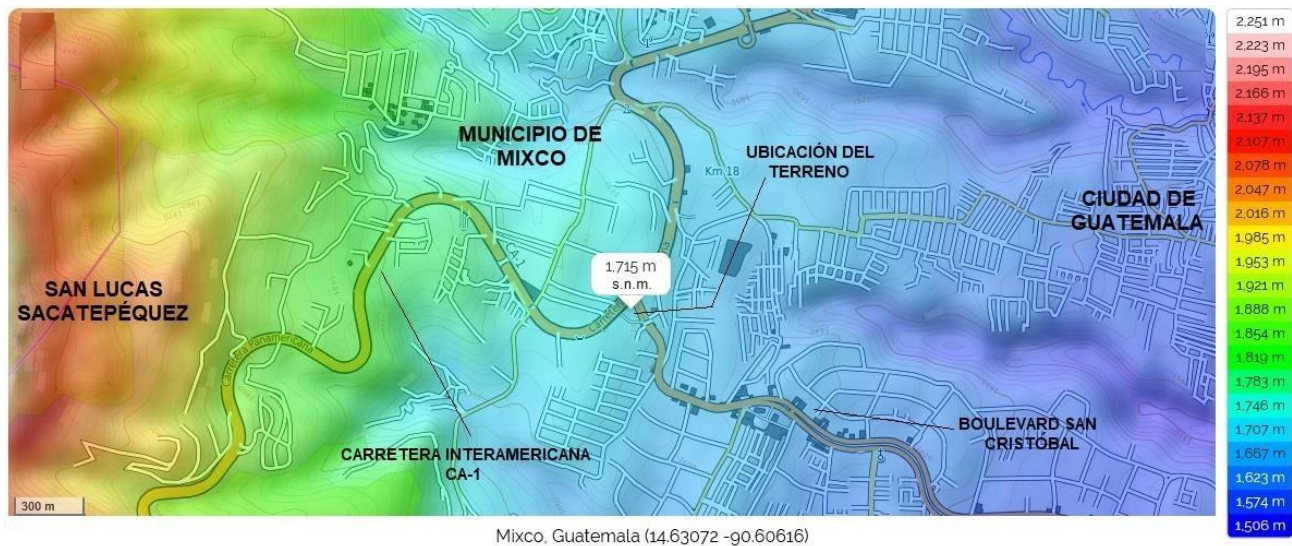 MUNICIPIO DE
MIXCO
UBICACIÓN DEL
TERRENO
Km 18
CIUDAD DE
GUATEMALA
SAN LUCAS
SACATEPÉQUEZ
CA-1
1,715 m
s.n.m.
Carretera Panamericana
CARRETERA INTERAMERICANA
CA-1
BOULEVARD SAN
CRISTÓBAL
300 m
Mixco, Guatemala (14.63072 -90.60616)
2,251 m
2,223 m
2,195 m
2,166 m
2,137 m
2,107 m
2,078 m
2,047 m
2,016 m
1,985 m
1,953 m
1,921 m
1,888 m
1,854 m
1,819 m
1,783 m
1,746 m
1,707 m
1,667 m
1,623 m
1,574 m
1,506 m